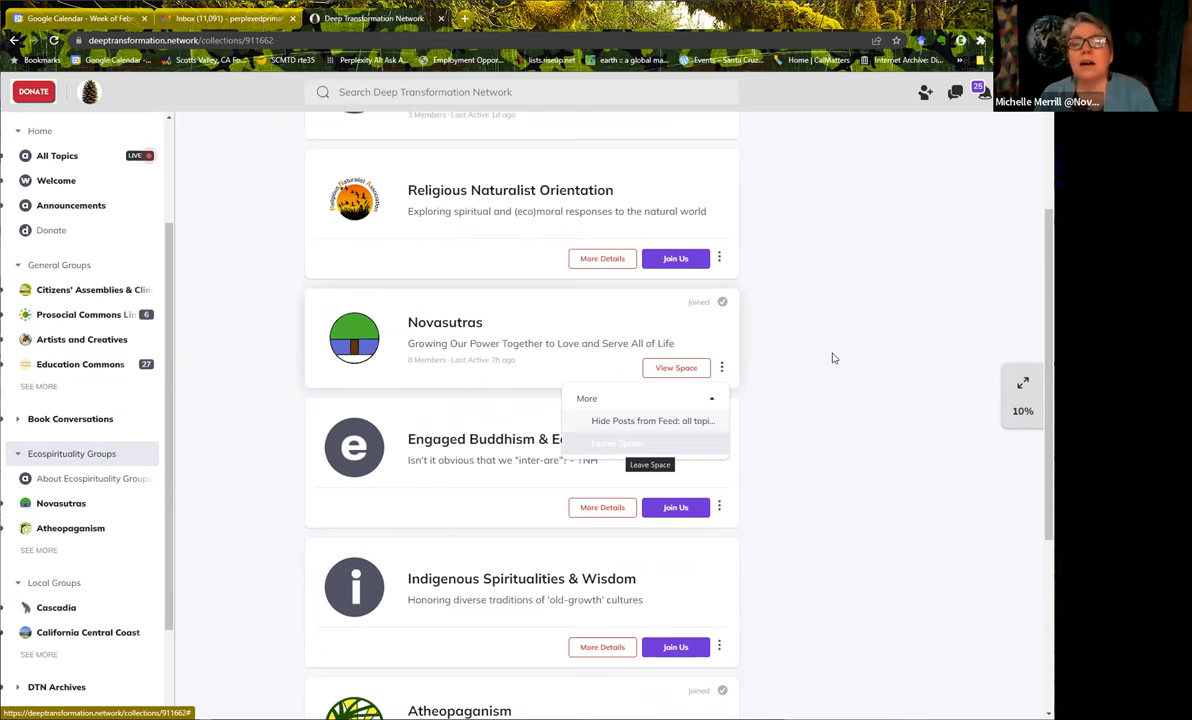 Google Calendar - Week of Febr
Inbox (11,091) - perplexedprima
Deep Transformation Network
deeptransformation.network/collections/911662
Bookmarks
Google Calendar -...
Scotts Valley, CA Fo...
SCMTD rte35
Perplexity Alt Ask A...
Employment Oppor...
lists.nseup.net
earth :: a global ma...
Events – Santa Cruz...
Home | CalMatters
Internet Archive: Di...
DONATE
Search Deep Transformation Network
25
Michelle Merrill @Nov...
Home
All Topics
LIVE
Welcome
Announcements
Donate
General Groups
Citizens' Assemblies & Clim
Prosocial Commons Lin
6
Artists and Creatives
Education Commons
27
SEE MORE
Book Conversations
Ecospirituality Groups
About Ecospirituality Groups
Novasutras
Atheopaganism
SEE MORE
Local Groups
Cascadia
California Central Coast
SEE MORE
DTN Archives
https://deeptransformation.network/collections/911662#
3 Members · Last Active 1d ago
Religious Naturalist Orientation
Exploring spiritual and (eco)moral responses to the natural world
More Details
Join Us
Joined
Novasutras
Growing Our Power Together to Love and Serve All of Life
8 Members · Last Active 2h ago
View Space
More
Hide Posts from Feed: all topi...
Leave Space
Leave Space
e
Engaged Buddhism & E
Isn't it obvious that we "inter-are"? - TNH
More Details
Join Us
i
Indigenous Spiritualities & Wisdom
Honoring diverse traditions of 'old-growth' cultures
More Details
Join Us
Joined
Atheopaganism
10%